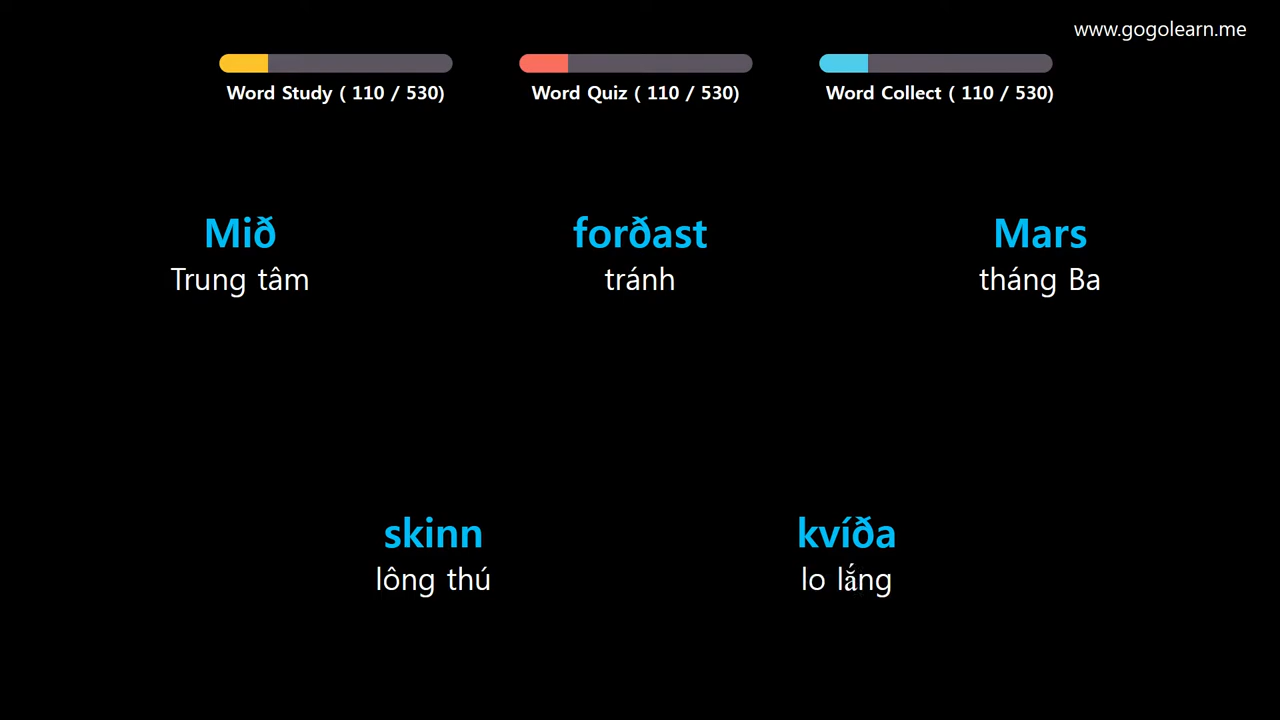 www.gogolearn.me
Word Study ( 110 / 530)
Word Quiz ( 110 / 530)
Word Collect ( 110 / 530)
Mið
Trung tâm
forðast
tránh
Mars
tháng Ba
skinn
lông thú
kvíða
lo lắng